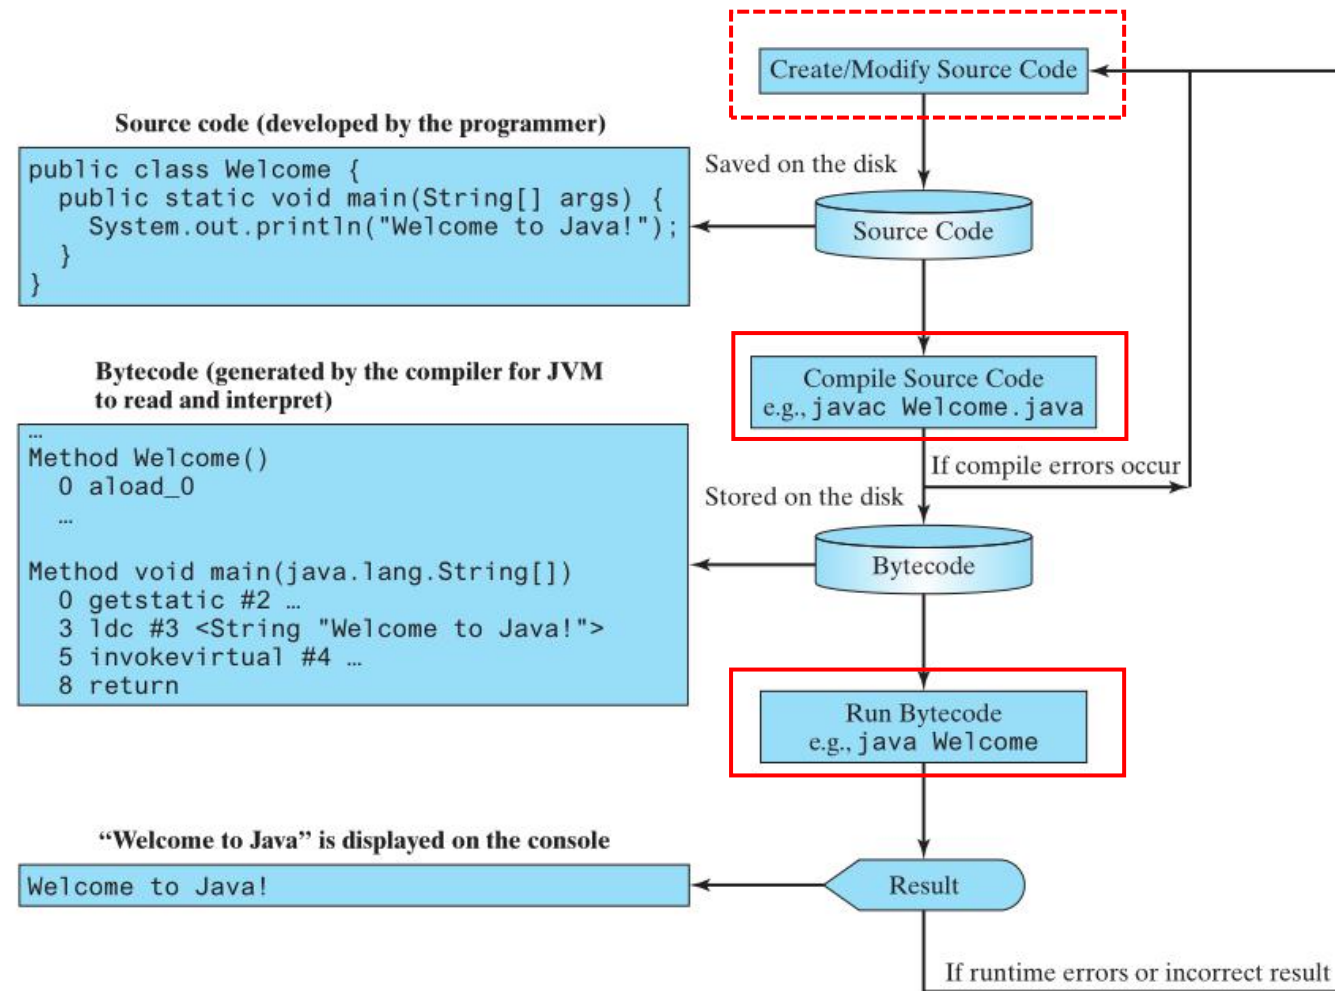 Create/Modify Source Code
Source code (developed by the programmer)
public class Welcome {
  public static void main(String[] args) {
    System.out.println("Welcome to Java!");
  }
}
Saved on the disk
Source Code
Compile Source Code
e.g., javac Welcome.java
If compile errors occur
Bytecode (generated by the compiler for JVM
to read and interpret)
…
Method Welcome()
  0 aload_0
  …
Method void main(java.lang.String[])
  0 getstatic #2 …
  3 ldc #3 <String "Welcome to Java!">
  5 invokevirtual #4 …
  8 return
Stored on the disk
Bytecode
Run Bytecode
e.g., java Welcome
“Welcome to Java” is displayed on the console
Welcome to Java!
Result
If runtime errors or incorrect result